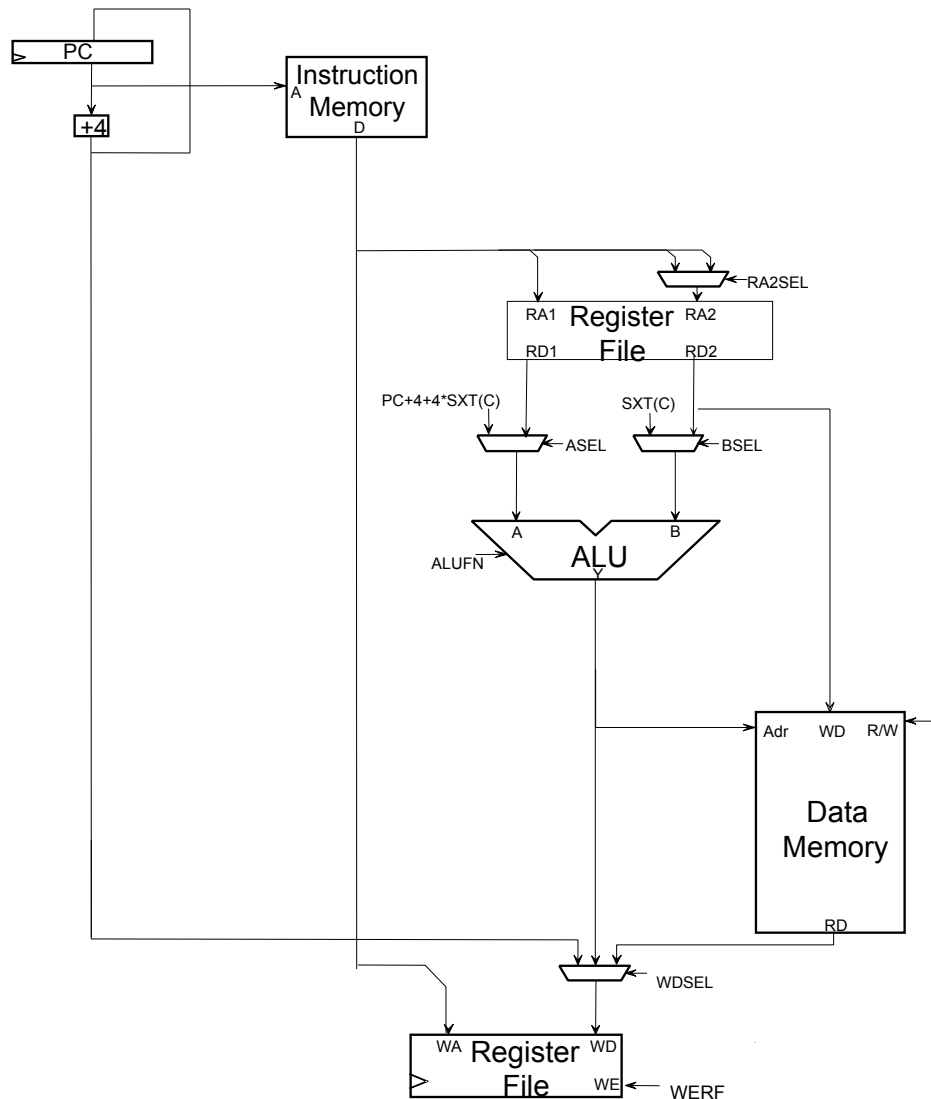 PC
+4
Instruction
Memory
A
D
RA2SEL
RA1
RA2
Register
File
RD1
RD2
PC+4+4*SXT(C)
SXT(C)
ASEL
BSEL
A
B
ALU
Y
ALUFN
Adr
WD
R/W
Data
Memory
RD
WDSEL
WA
WD
Register
File
WE
WERF